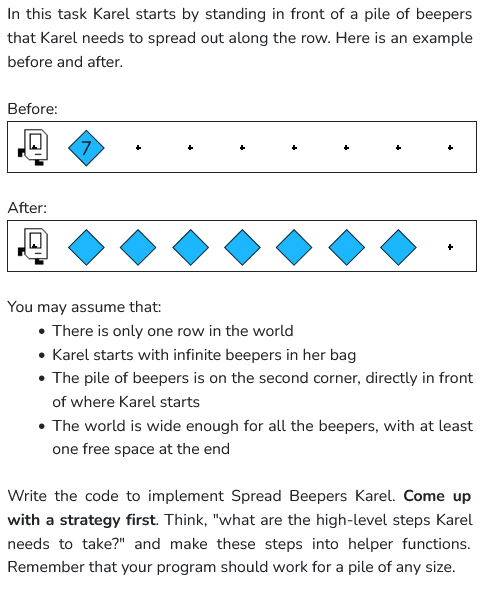 In this task Karel starts by standing in front of a pile of beepers
that Karel needs to spread out along the row. Here is an example
before and after.
Before:
7
After:
You may assume that:
• There is only one row in the world
• Karel starts with infinite beepers in her bag
• The pile of beepers is on the second corner, directly in front
of where Karel starts
• The world is wide enough for all the beepers, with at least
one free space at the end
Write the code to implement Spread Beepers Karel. Come up
with a strategy first. Think, "what are the high-level steps Karel
needs to take?" and make these steps into helper functions.
Remember that your program should work for a pile of any size.